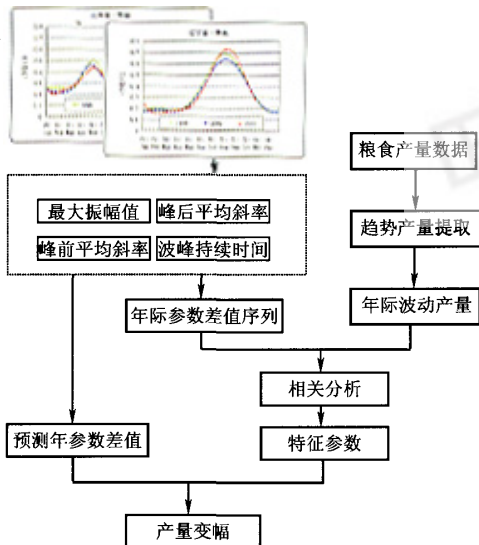 粮食产量数据
最大振幅值 峰后平均斜率
峰前平均斜率 波峰持续时间
趋势产量提取
年际参数差值序列 年际波动产量
相关分析
预测年参数差值 特征参数
产量变幅